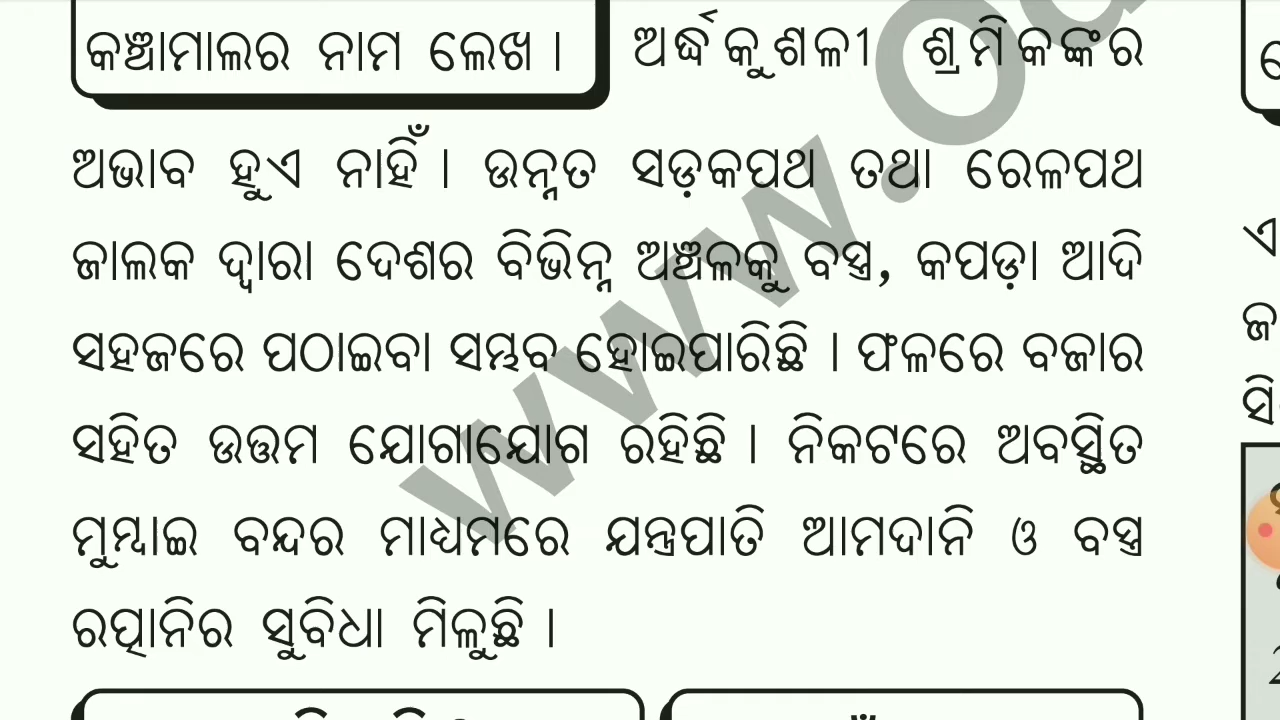 କଞ୍ଚାମାଲର ନାମ ଲେଖ ।
ଅର୍ଦ୍ଧକୁଶଳୀ ଶ୍ରମିକଙ୍କର
ଅଭାବ ହୁଏ ନାହିଁ । ଉନ୍ନତ ସଡ଼କପଥ ତଥା ରେଳପଥ
ଜାଲକ ଦ୍ୱାରା ଦେଶର ବିଭିନ୍ନ ଅଞ୍ଚଳକୁ ବସ୍ତ୍ର, କପଡ଼ା ଆଦି
ସହଜରେ ପଠାଇବା ସମ୍ଭବ ହୋଇପାରିଛି । ଫଳରେ ବଜାର
ସହିତ ଉତ୍ତମ ଯୋଗାଯୋଗ ରହିଛି । ନିକଟରେ ଅବସ୍ଥିତ
ମୁମ୍ବାଇ ବନ୍ଦର ମାଧ୍ୟମରେ ଯନ୍ତ୍ରପାତି ଆମଦାନି ଓ ବସ୍ତ୍ର
ରପ୍ତାନିର ସୁବିଧା ମିଳୁଛି ।
www.o